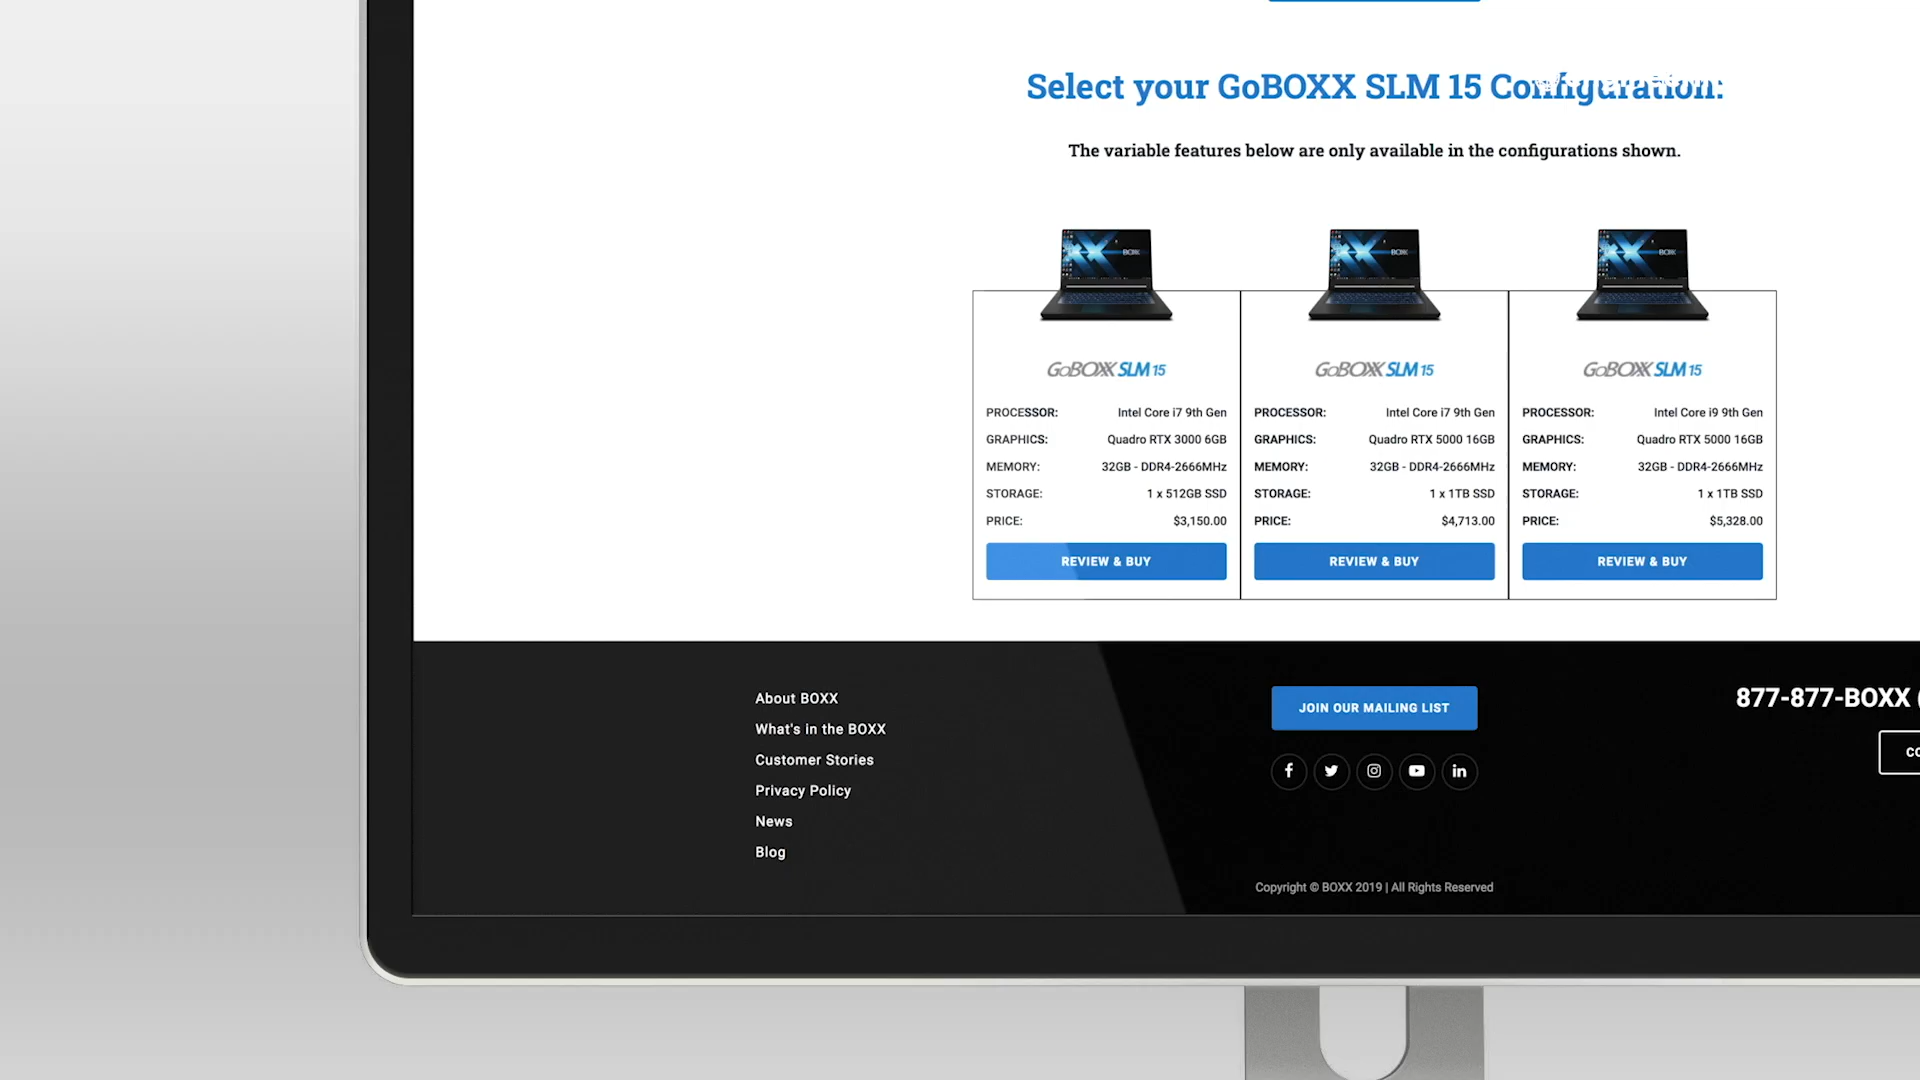 Select your GoBOXX SLM 15 Configuration:
The variable features below are only available in the configurations shown.
BOXX
BOXX
BOXX
GoBOXX SLM 15
GoBOXX SLM 15
GoBOXX SLM 15
PROCESSOR: Intel Core i7 9th Gen
GRAPHICS: Quadro RTX 3000 6GB
MEMORY: 32GB - DDR4-2666MHz
STORAGE: 1 x 512GB SSD
PRICE: $3,150.00
REVIEW & BUY
PROCESSOR: Intel Core i7 9th Gen
GRAPHICS: Quadro RTX 5000 16GB
MEMORY: 32GB - DDR4-2666MHz
STORAGE: 1 x 1TB SSD
PRICE: $4,713.00
REVIEW & BUY
PROCESSOR: Intel Core i9 9th Gen
GRAPHICS: Quadro RTX 5000 16GB
MEMORY: 32GB - DDR4-2666MHz
STORAGE: 1 x 1TB SSD
PRICE: $5,328.00
REVIEW & BUY
About BOXX
What's in the BOXX
Customer Stories
Privacy Policy
News
Blog
JOIN OUR MAILING LIST
Copyright © BOXX 2019 | All Rights Reserved
877-877-BOXX (
CO